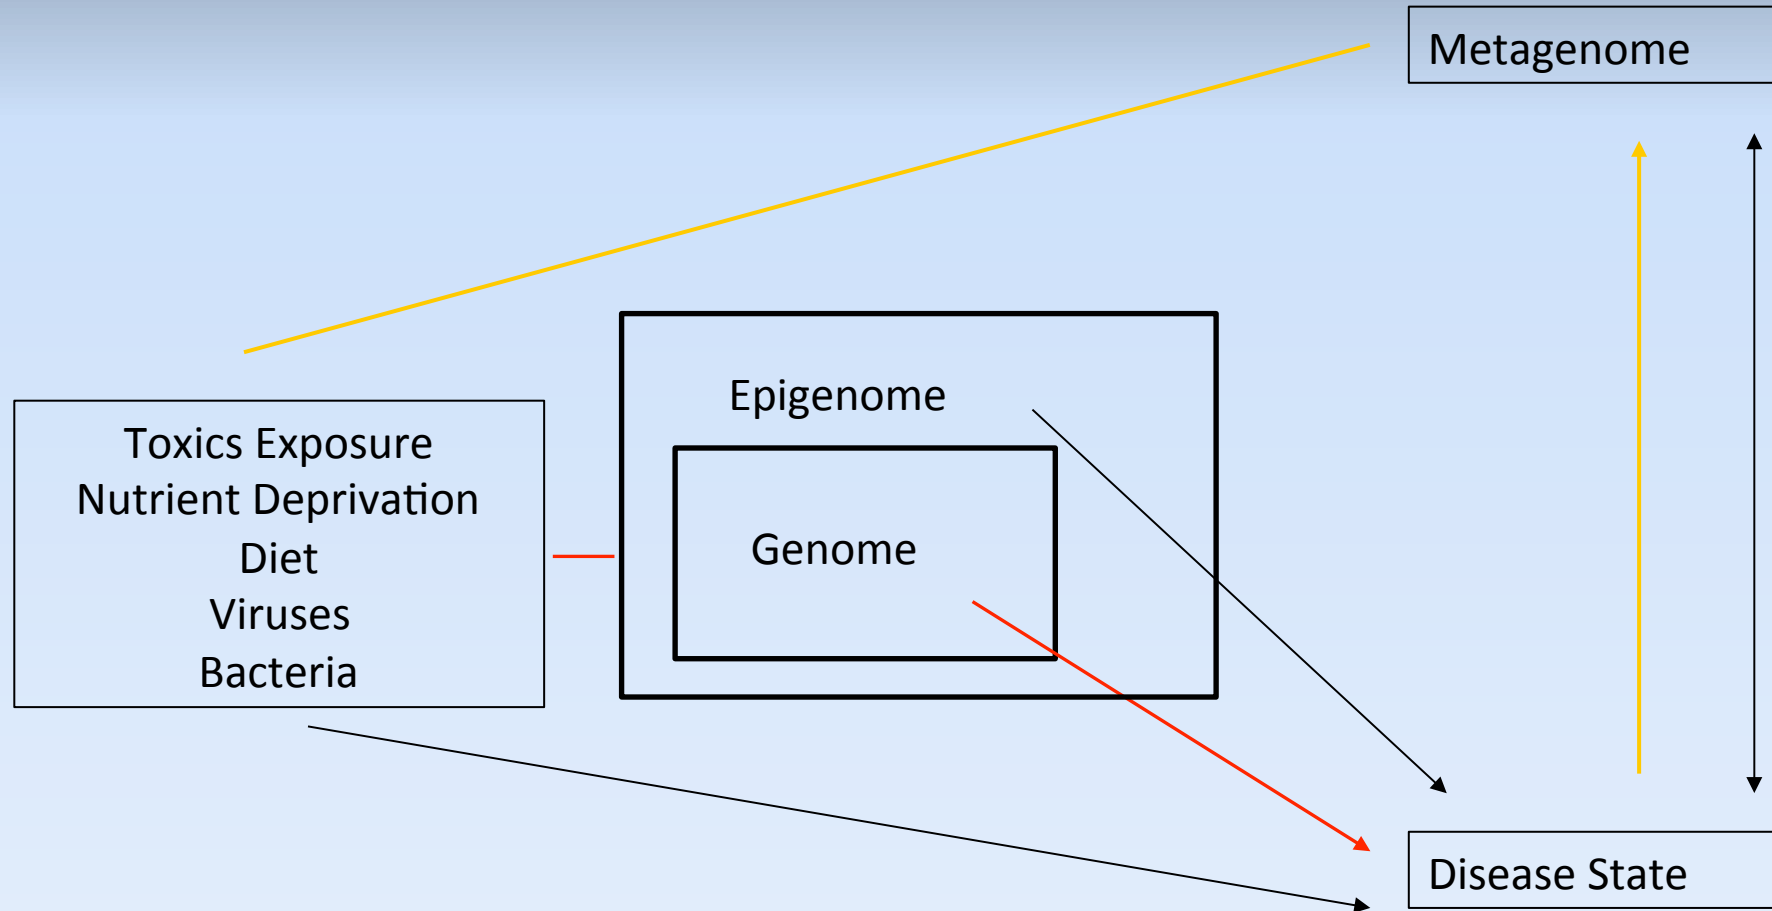 Metagenome
Epigenome
Toxics Exposure
Nutrient Deprivation
Diet
Viruses
Bacteria
Genome
Disease State